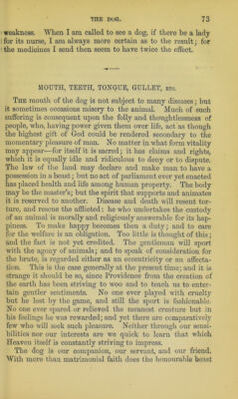 THE DOG. 73
weakness. When I am called to see a dog, if there be a lady
for its nurse, I am always more certain as to the result; for
the medicines I send then seem to have twice the effect.
MOUTH, TEETH, TONGUE, GULLET, ETC.
THE mouth of the dog is not subject to many diseases; but
it sometimes occasions misery to the animal. Much of such
suffering is consequent upon the folly and thoughtlessness of
people, who, having power given them over life, act as though
the highest gift of God could be rendered secondary to the
momentary pleasure of man. No matter in what form vitality
may appear—for itself it is sacred; it has claims and rights,
which it is equally idle and ridiculous to deny or to dispute.
The law of the land may declare and make man to have a
possession in a beast; but no act of parliament ever yet enacted
has placed health and life among human property. The body
may be the master's; but the spirit that supports and animates
it is reserved to another. Disease and death will resent tor-
ture, and rescue the afflicted; he who undertakes the custody
of an animal is morally and religiously answerable for its hap-
piness. To make happy becomes then a duty; and to care
for the welfare is an obligation. Too little is thought of this;
and the fact is not yet credited. The gentleman will sport
with the agony of animals; and to speak of consideration for
the brute, is regarded either as an eccentricity or an affecta-
tion. This is the case generally at the present time; and it is
strange it should be so, since Providence from the creation of
the earth has been striving to woo and to teach us to enter-
tain gentler sentiments. No one ever played with cruelty
but he lost by the game, and still the sport is fashionable.
No one ever spared or relieved the meanest creature but in
his feelings he was rewarded; and yet there are comparatively
few who will seek such pleasure. Neither through our sensi-
bilities nor our interests are we quick to learn that which
Heaven itself is constantly striving to impress.
The dog is our companion, our servant, and our friend.
With more than matrimonial faith does the honourable beast